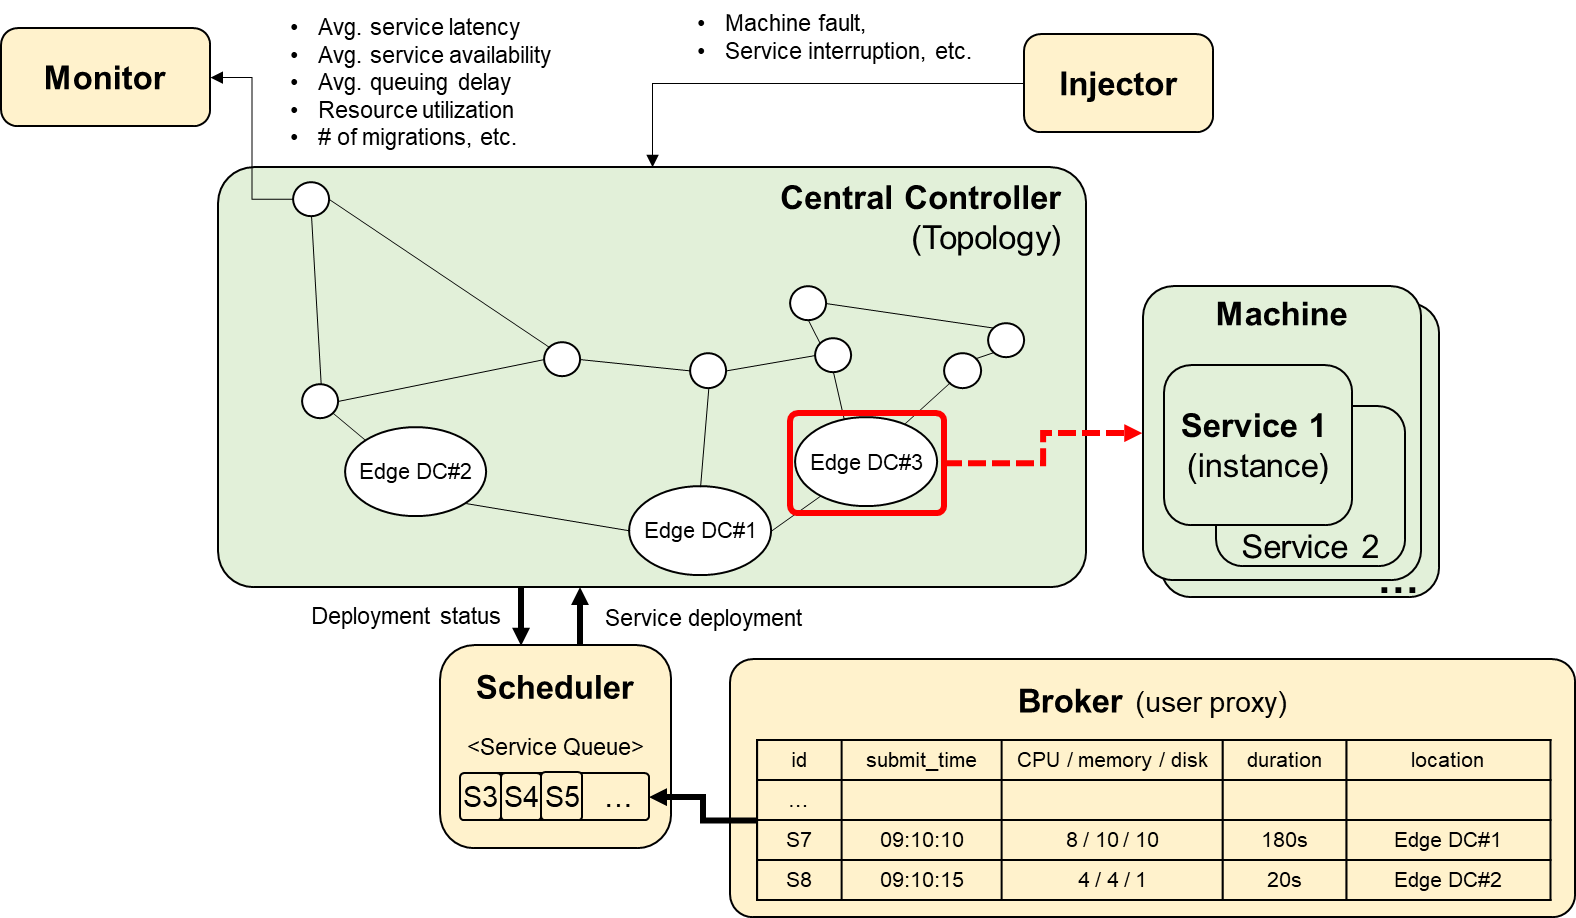 Monitor
• Avg. service latency
• Avg. service availability
• Avg. queuing delay
• Resource utilization
• # of migrations, etc.
• Machine fault,
• Service interruption, etc.
Injector
Central Controller
(Topology)
Edge DC#2
Edge DC#1
Edge DC#3
Machine
Service 1
(instance)
Service 2
...
Deployment status
Service deployment
Scheduler
<Service Queue>
S3 S4 S5 ...
Broker (user proxy)
id submit_time CPU / memory / disk duration location
...
S7 09:10:10 8 / 10 / 10 180s Edge DC#1
S8 09:10:15 4 / 4 / 1 20s Edge DC#2